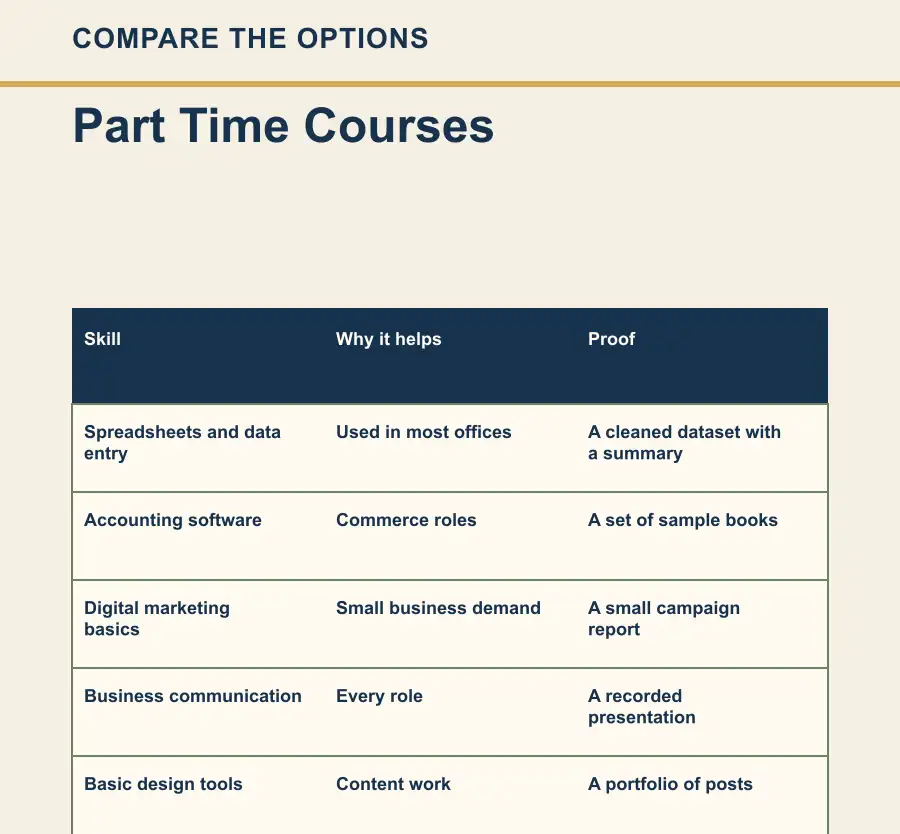 COMPARE THE OPTIONS
Part Time Courses
Skill Why it helps Proof
Spreadsheets and data Used in most offices A cleaned dataset with
entry a summary
Accounting software Commerce roles A set of sample books
Digital marketing Small business demand A small campaign
basics report
Business communication Every role A recorded
presentation
Basic design tools Content work A portfolio of posts